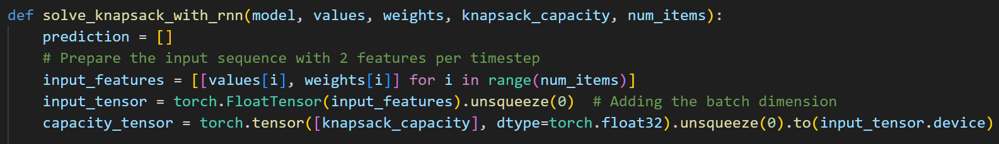 def solve_knapsack_with_rnn(model, values, weights, knapsack_capacity, num_items):
    prediction = []
    # Prepare the input sequence with 2 features per timestep
    input_features = [[values[i], weights[i]] for i in range(num_items)]
    input_tensor = torch.FloatTensor(input_features).unsqueeze(0)  # Adding the batch dimension
    capacity_tensor = torch.tensor([knapsack_capacity], dtype=torch.float32).unsqueeze(0).to(input_tensor.device)